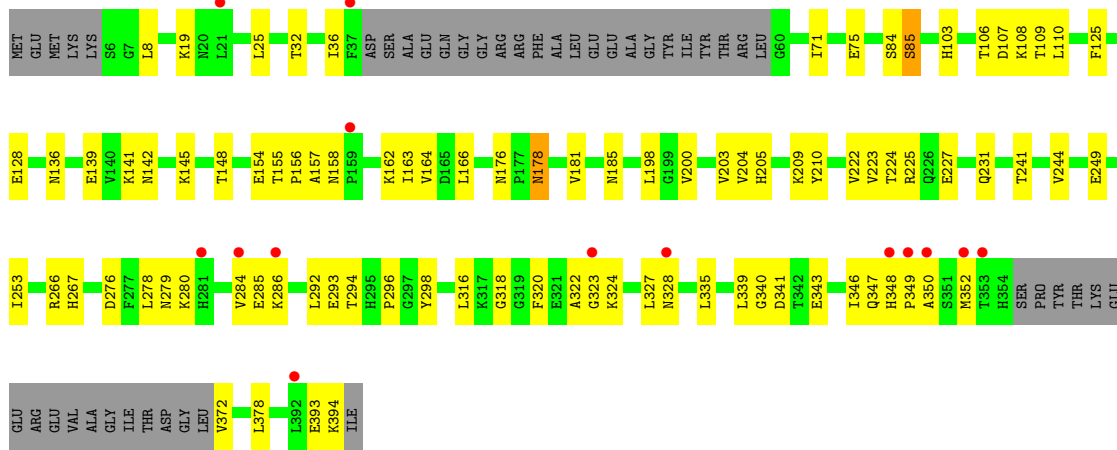 MET GLU MET LYS LYS S6 G7 L8 K19 N20 L21 L25 T32 I36 F37 ASP SER ALA GLU GLN GLY GLY ARG ARG PHE ALA LEU GLU GLU ALA GLY TYR ILE TYR THR ARG LEU G60 I71 E75 S84 S85 H103 T106 D107 K108 T109 L110 F125
E128 N136 E139 V140 K141 N142 K145 T148 E154 T155 P156 A157 N158 P159 K162 I163 V164 D165 L166 N176 P177 N178 V181 N185 L198 G199 V200 V203 V204 H205 K209 Y210 V222 V223 T224 R225 Q226 E227 Q231 T241 V244 E249
I253 R266 H267 D276 F277 L278 N279 K280 H281 V284 E285 K286 L292 E293 T294 H295 P296 G297 Y298 L316 K317 G318 G319 F320 E321 A322 G323 K324 L327 N328 L335 L339 G340 D341 T342 E343 I346 Q347 H348 P349 A350 S351 M352 T353 H354 SER PRO TYR THR LYS GLU
GLU ARG GLU VAL ALA GLY ILE THR ASP GLY LEU V372 L378 L392 E393 K394 ILE